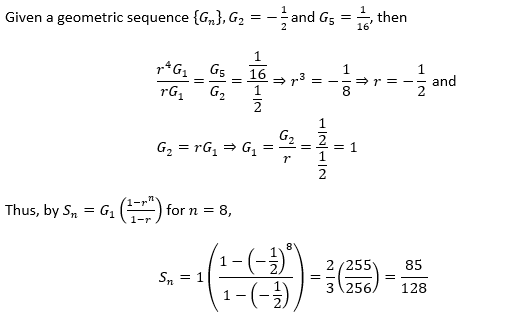 Given a geometric sequence {Gₙ}, G₂ = −1/2 and G₅ = 1/16, then
r⁴G₁/rG₁ = G₅/G₂ = (1/16)/(1/2) ⇒ r³ = −1/8 ⇒ r = −1/2 and
G₂ = rG₁ ⇒ G₁ = G₂/r = (1/2)/(1/2) = 1
Thus, by Sₙ = G₁((1−rⁿ)/(1−r)) for n = 8,
Sₙ = 1((1 − (−1/2)⁸)/(1 − (−1/2))) = 2/3(255/256) = 85/128